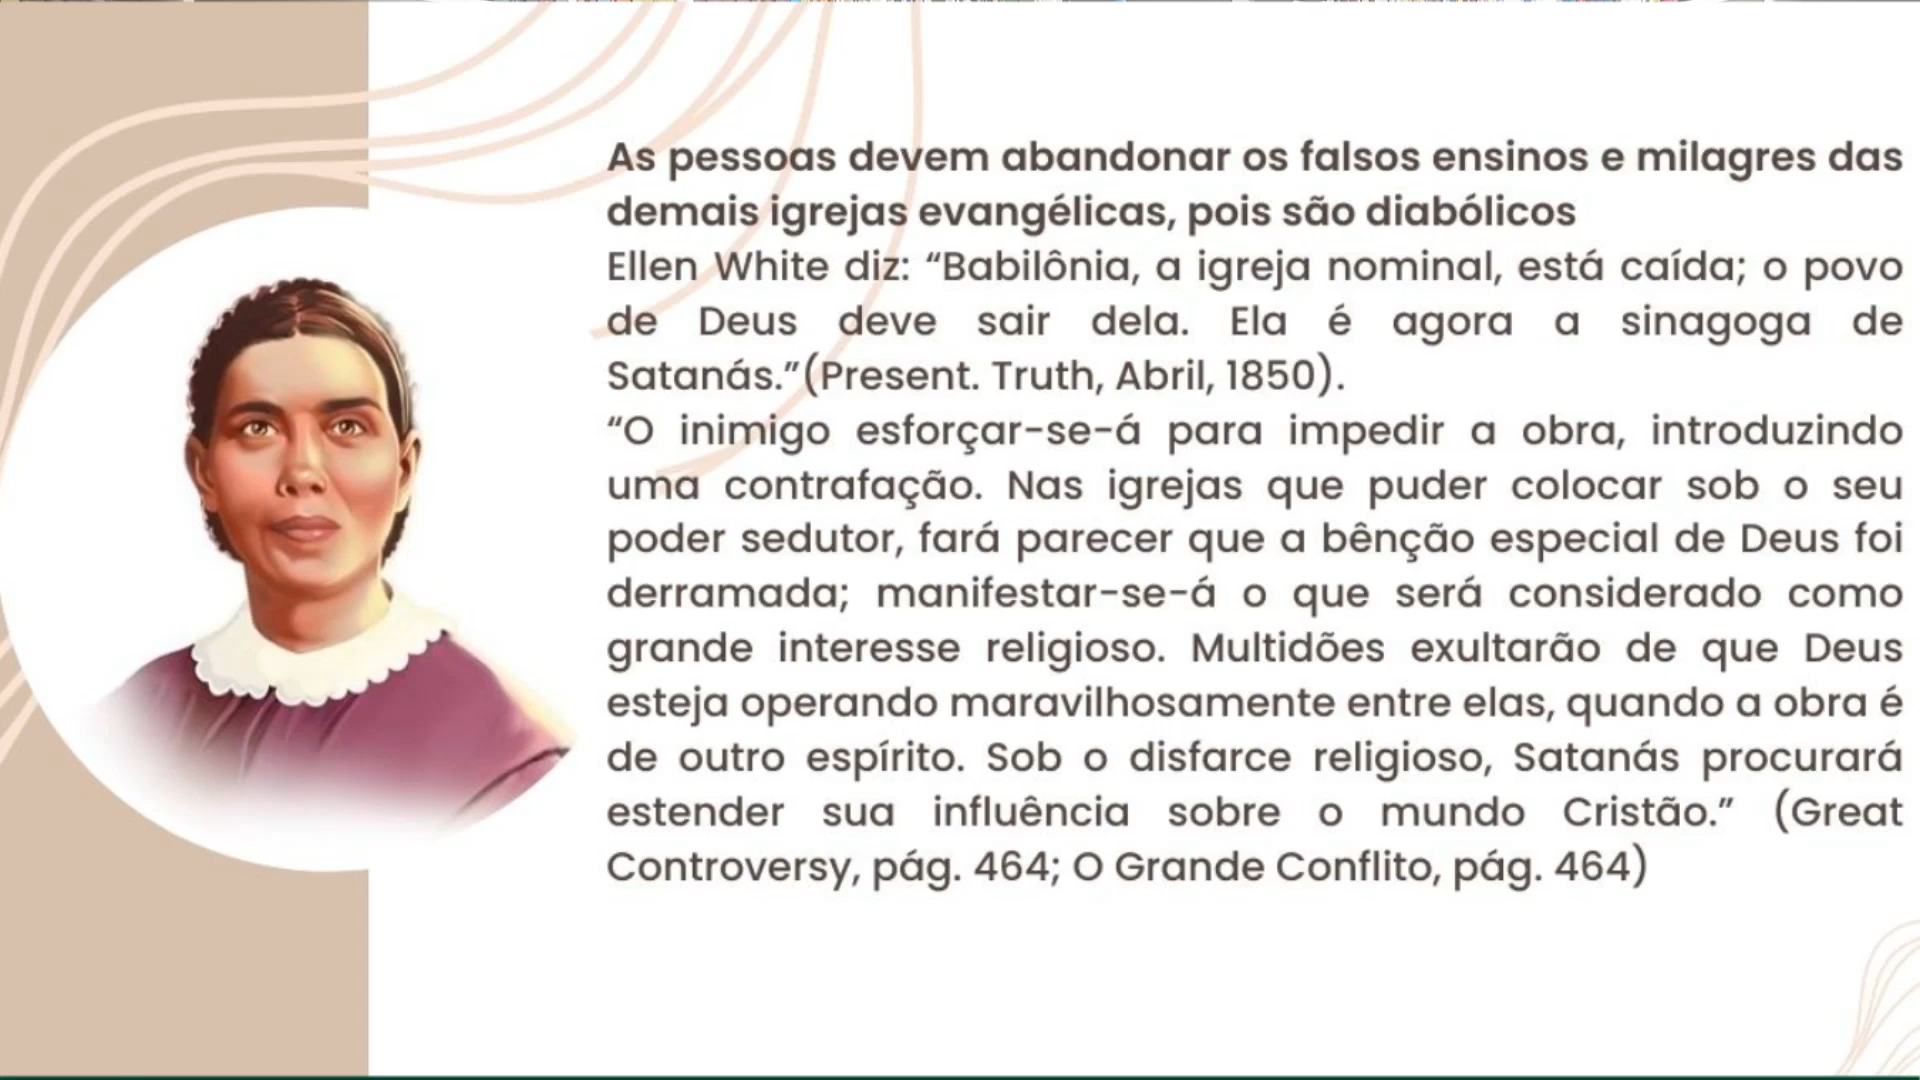 As pessoas devem abandonar os falsos ensinos e milagres das
demais igrejas evangélicas, pois são diabólicos
Ellen White diz: “Babilônia, a igreja nominal, está caída; o povo
de Deus deve sair dela. Ela é agora a sinagoga de
Satanás.”(Present. Truth, Abril, 1850).
“O inimigo esforçar-se-á para impedir a obra, introduzindo
uma contrafação. Nas igrejas que puder colocar sob o seu
poder sedutor, fará parecer que a bênção especial de Deus foi
derramada; manifestar-se-á o que será considerado como
grande interesse religioso. Multidões exultarão de que Deus
esteja operando maravilhosamente entre elas, quando a obra é
de outro espírito. Sob o disfarce religioso, Satanás procurará
estender sua influência sobre o mundo Cristão.” (Great
Controversy, pág. 464; O Grande Conflito, pág. 464)